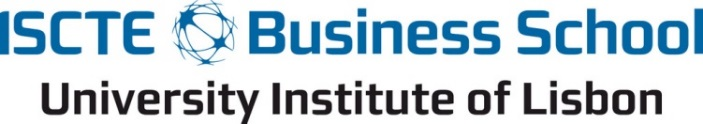 ISCTE Business School
University Institute of Lisbon